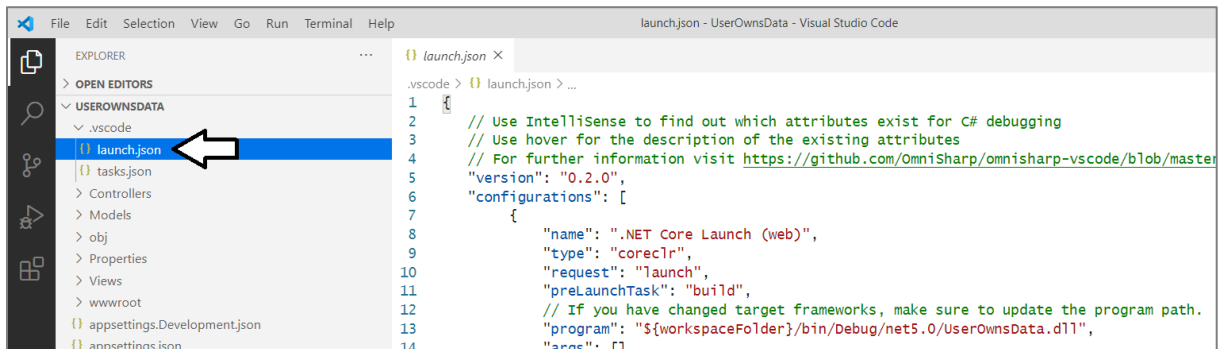 File Edit Selection View Go Run Terminal Help
launch.json - UserOwnsData - Visual Studio Code
EXPLORER
OPEN EDITORS
USEROWNSDATA
.vscode
{} launch.json
{} tasks.json
Controllers
Models
obj
Properties
Views
wwwroot
{} appsettings.Development.json
{} appsettings.json
{} launch.json
.vscode > {} launch.json > ...
1 {
2 // Use IntelliSense to find out which attributes exist for C# debugging
3 // Use hover for the description of the existing attributes
4 // For further information visit https://github.com/OmniSharp/omnisharp-vscode/blob/master
5 "version": "0.2.0",
6 "configurations": [
7 {
8 "name": ".NET Core Launch (web)",
9 "type": "coreclr",
10 "request": "launch",
11 "preLaunchTask": "build",
12 // If you have changed target frameworks, make sure to update the program path.
13 "program": "${workspaceFolder}/bin/Debug/net5.0/UserOwnsData.dll",
14 "args": []